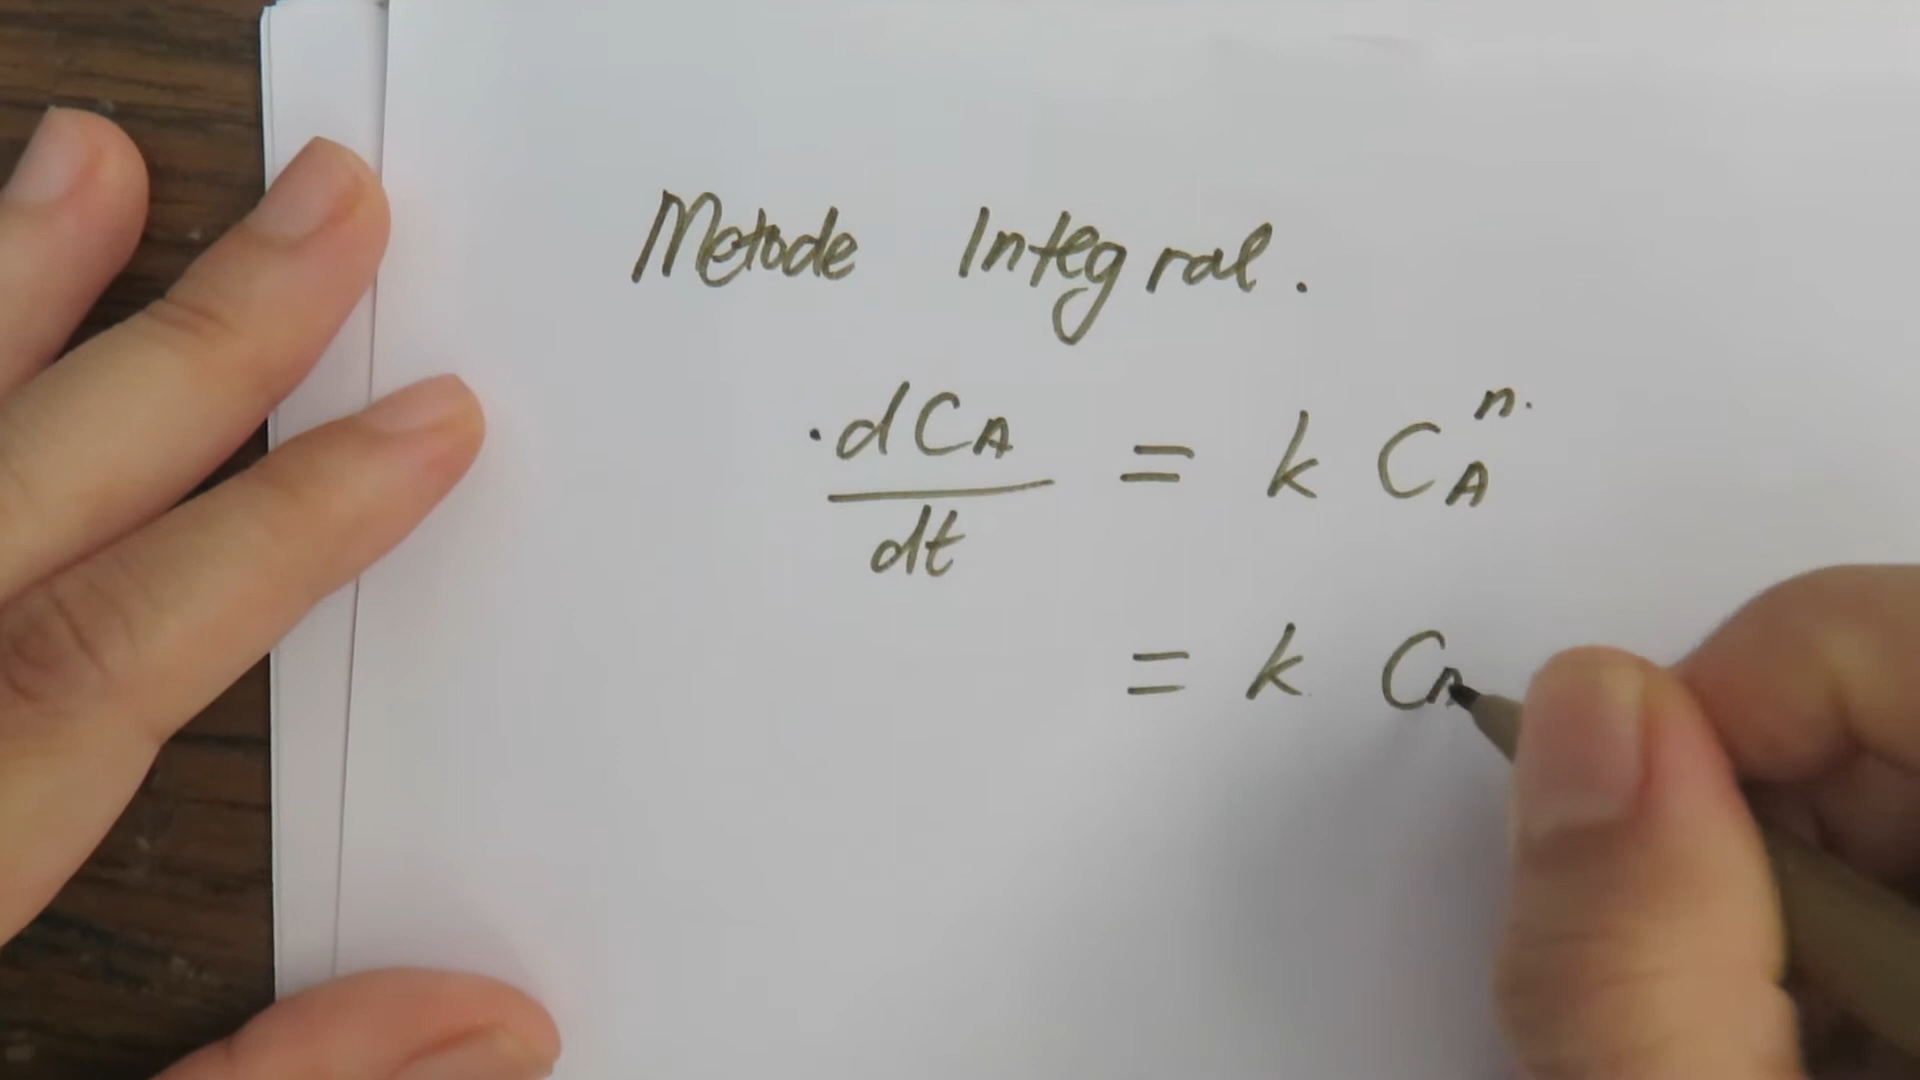 Metode Integral.
· dCA/dt = k CA^n.
= k CA